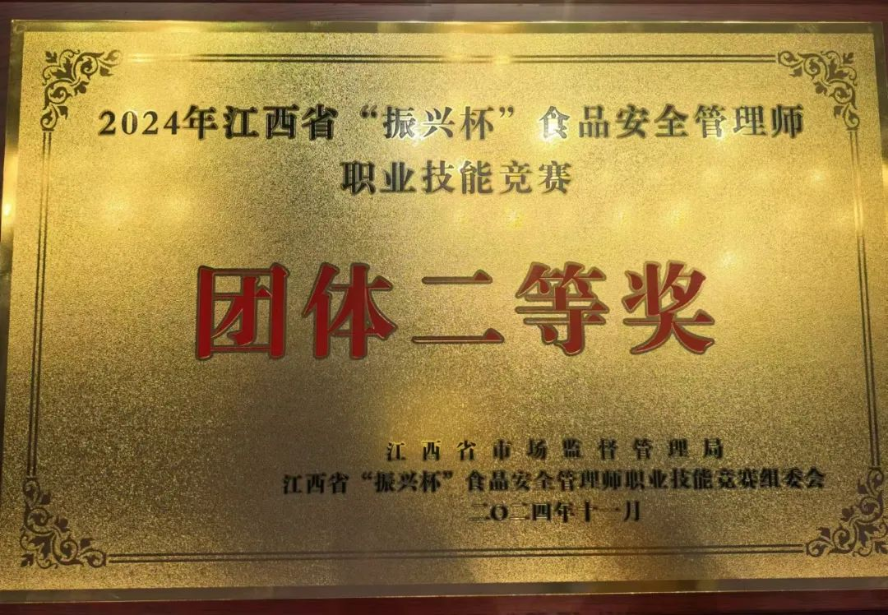 2024年江西省“振兴杯”食品安全管理师
职业技能竞赛
团体二等奖
江西省市场监督管理局
江西省“振兴杯”食品安全管理师职业技能竞赛组委会
二〇二四年十一月